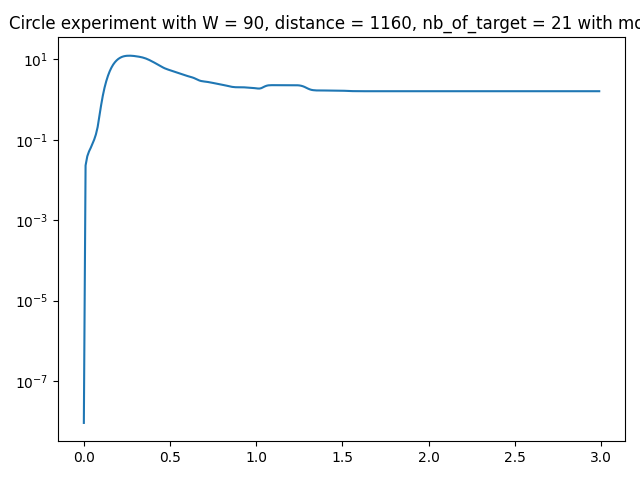 Circle experiment with W = 90, distance = 1160, nb_of_target = 21 with mo
10¹
10⁻¹
10⁻³
10⁻⁵
10⁻⁷
0.0 0.5 1.0 1.5 2.0 2.5 3.0